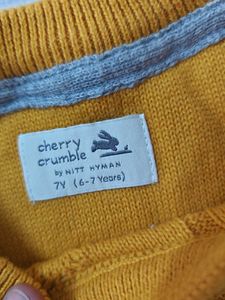 cherry
crumble
by NITT HYMAN
7Y (6-7 Years)